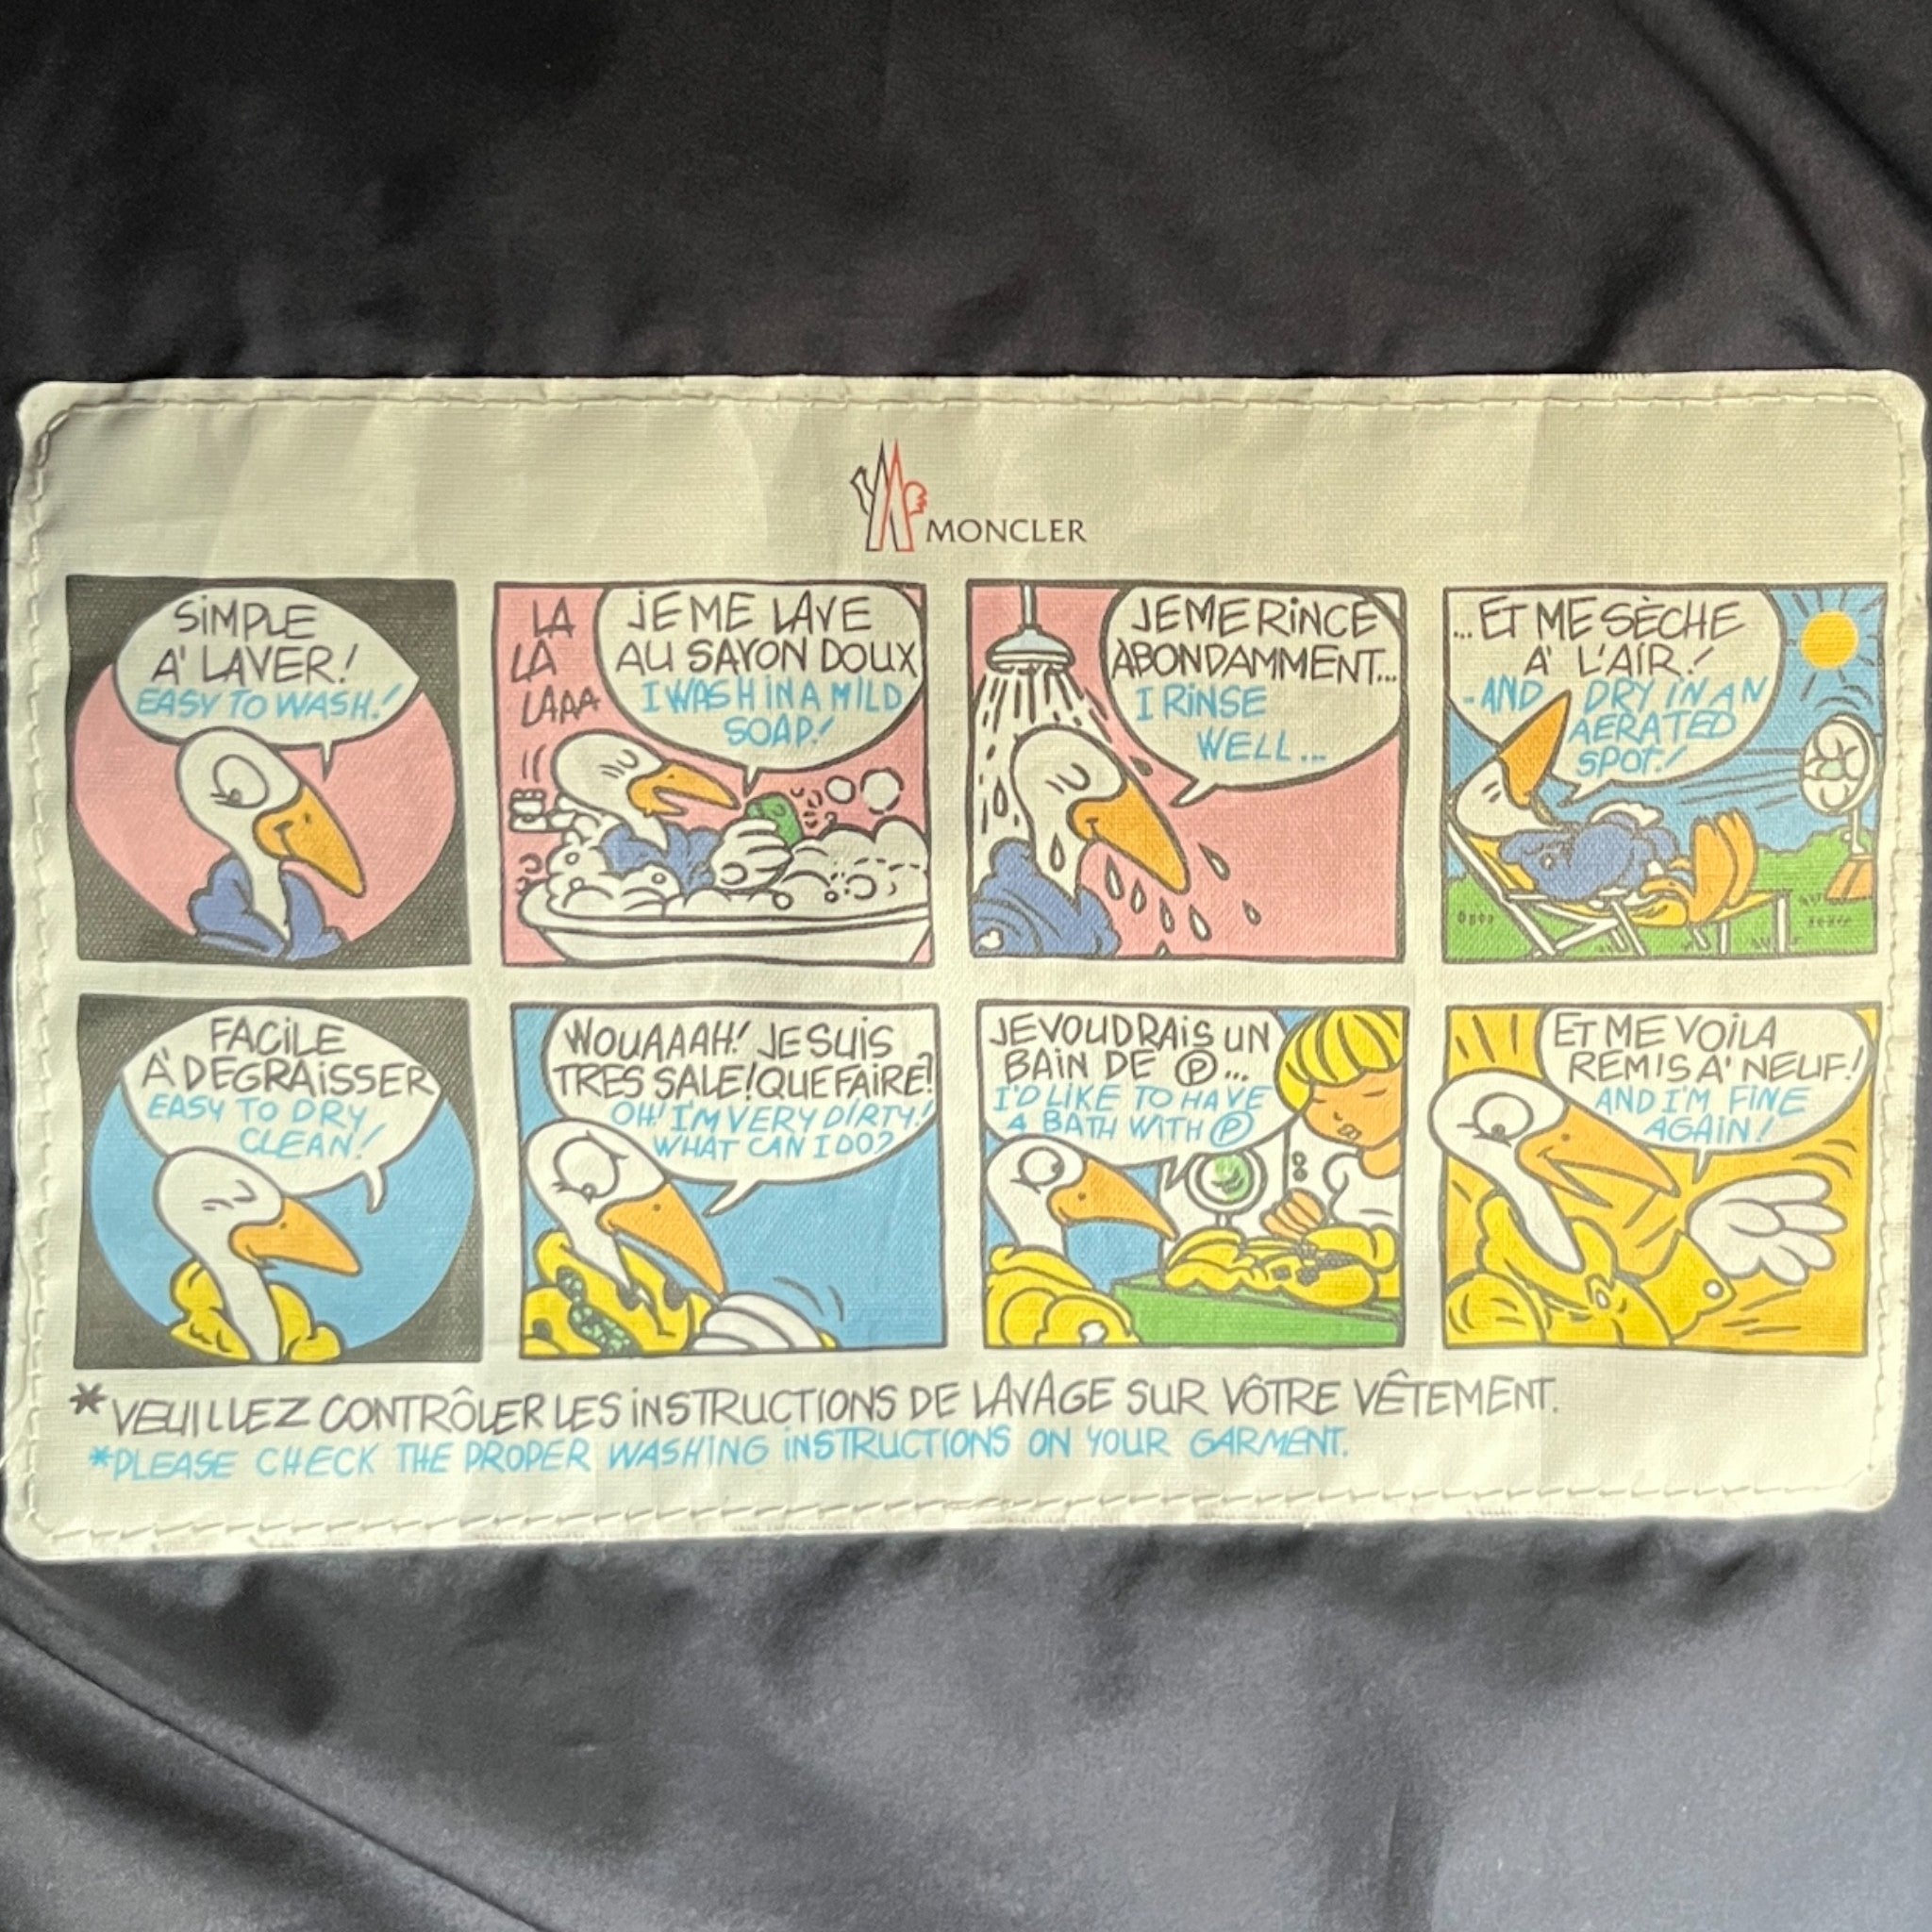 MONCLER
SIMPLE
A' LAVER!
EASY TO WASH!
LA
LA
LAAA
JE ME LAVE
AU SAVON DOUX
I WASH IN A MILD
SOAP!
JE ME RINCE
ABONDAMMENT...
I RINSE
WELL...
... ET ME SÈCHE
A' L'AIR!
- AND DRY IN AN
AERATED
SPOT!
FACILE
A' DEGRAISSER
EASY TO DRY
CLEAN!
WOUAAAH! JE SUIS
TRES SALE! QUE FAIRE?
OH! I'M VERY DIRTY!
WHAT CAN I DO?
JE VOUDRAIS UN
BAIN DE Ⓟ...
I'D LIKE TO HAVE
A BATH WITH Ⓟ
ET ME VOILA
REMIS A' NEUF!
AND I'M FINE
AGAIN!
* VEUILLEZ CONTRÔLER LES INSTRUCTIONS DE LAVAGE SUR VÔTRE VÊTEMENT.
*PLEASE CHECK THE PROPER WASHING INSTRUCTIONS ON YOUR GARMENT.